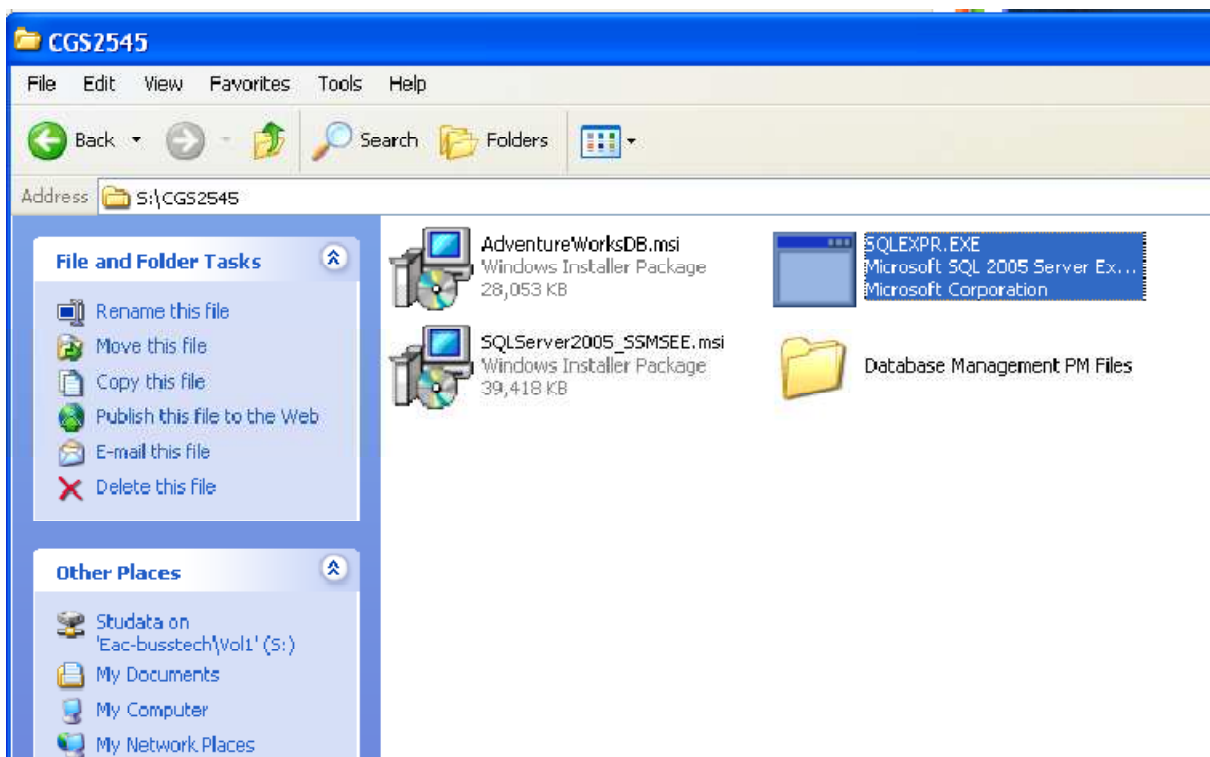 CGS2545
File Edit View Favorites Tools Help
Back Search Folders
Address S:\CGS2545
File and Folder Tasks
Rename this file
Move this file
Copy this file
Publish this file to the Web
E-mail this file
Delete this file
Other Places
Studata on
'Eac-busstech\Vol1' (S:)
My Documents
My Computer
My Network Places
AdventureWorksDB.msi
Windows Installer Package
28,053 KB
SQLEXPR.EXE
Microsoft SQL 2005 Server Ex...
Microsoft Corporation
SQLServer2005_SSMSEE.msi
Windows Installer Package
39,418 KB
Database Management PM Files